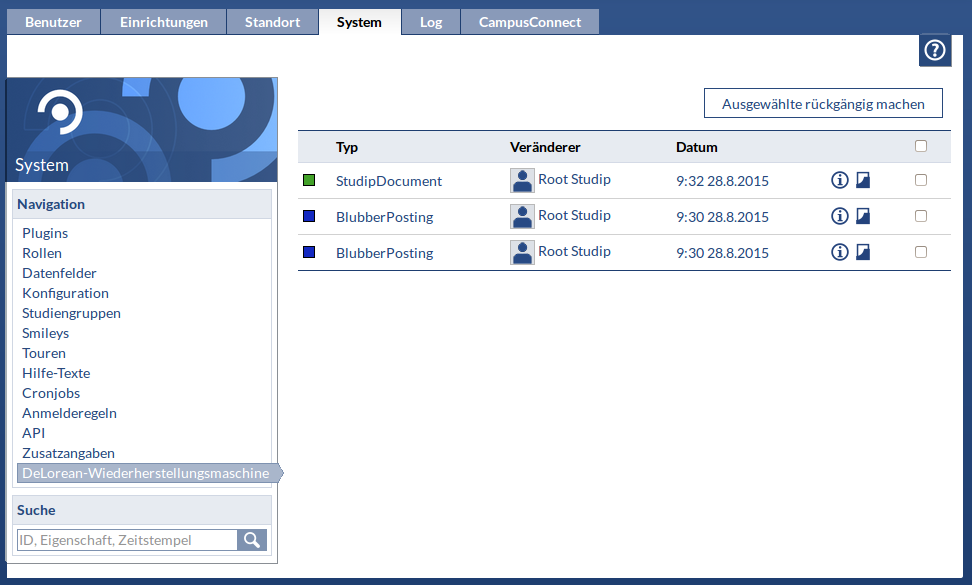 Benutzer Einrichtungen Standort System Log CampusConnect
System
Navigation
Plugins
Rollen
Datenfelder
Konfiguration
Studiengruppen
Smileys
Touren
Hilfe-Texte
Cronjobs
Anmelderegeln
API
Zusatzangaben
DeLorean-Wiederherstellungsmaschine
Suche
ID, Eigenschaft, Zeitstempel
Ausgewählte rückgängig machen
Typ Veränderer Datum
StudipDocument Root Studip 9:32 28.8.2015
BlubberPosting Root Studip 9:30 28.8.2015
BlubberPosting Root Studip 9:30 28.8.2015